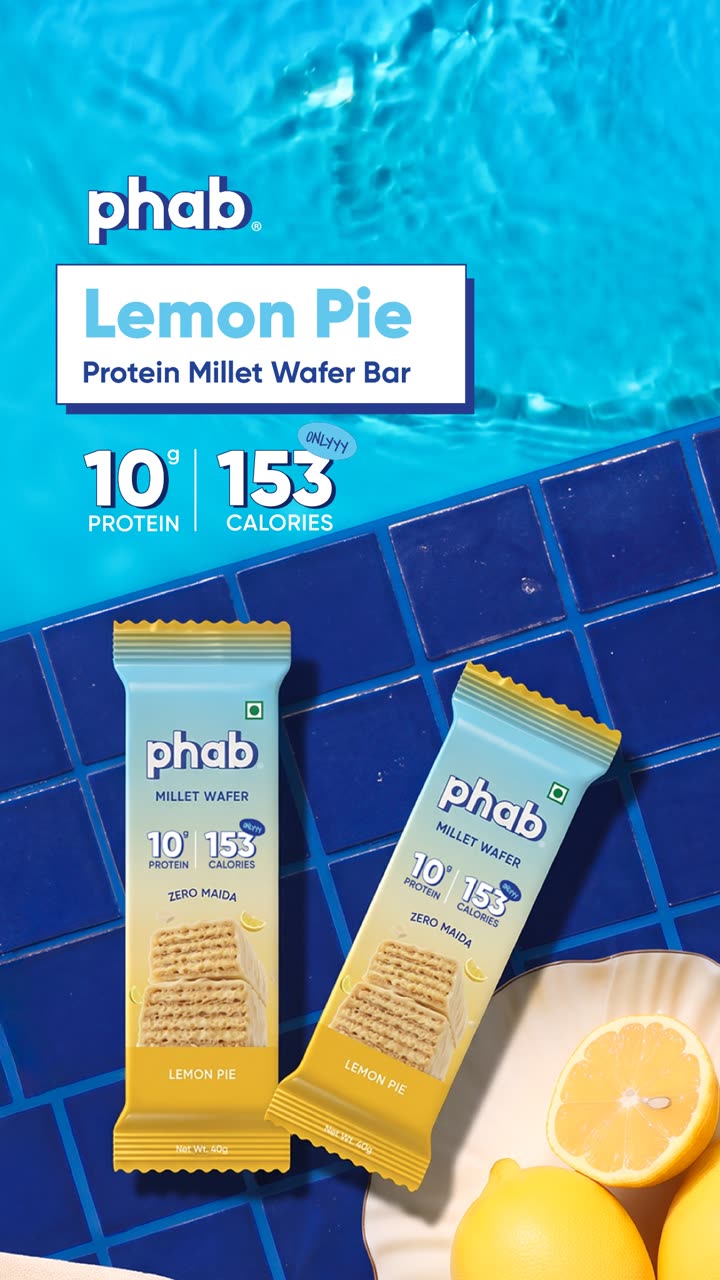 phab®
Lemon Pie
Protein Millet Wafer Bar
ONLYYY
10g 153
PROTEIN CALORIES
phab
MILLET WAFER
ONLYYY
10g 153
PROTEIN CALORIES
ZERO MAIDA
LEMON PIE
Net Wt. 40g
phab
MILLET WAFER
10g 153
ONLYYY
PROTEIN CALORIES
ZERO MAIDA
LEMON PIE
Net Wt. 40g